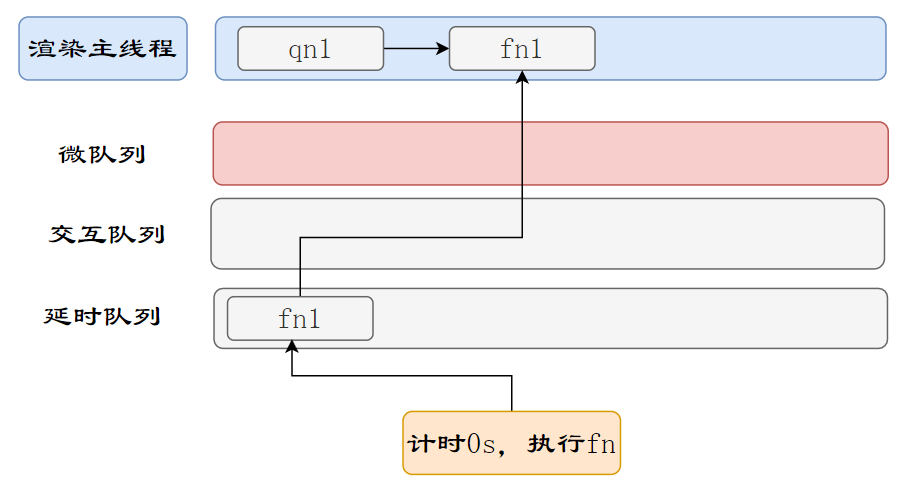 渲染主线程
qn1
fn1
微队列
交互队列
延时队列
fn1
计时0s，执行fn